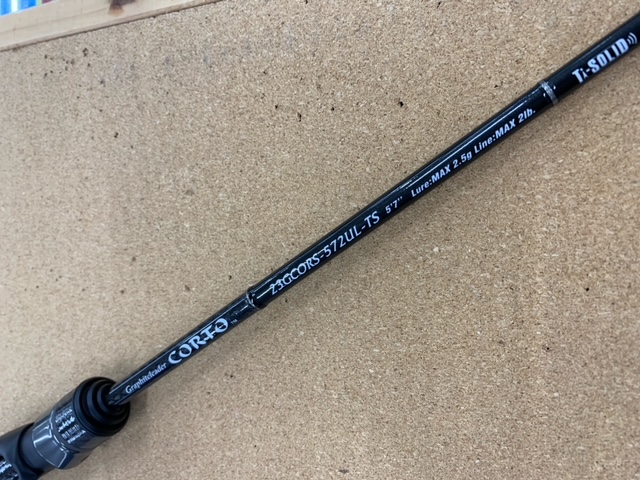 Graphiteleader CORTO
23GCORS-572UL-TS 5'7" Lure:MAX 2.5g Line:MAX 2lb.
Ti-SOLID